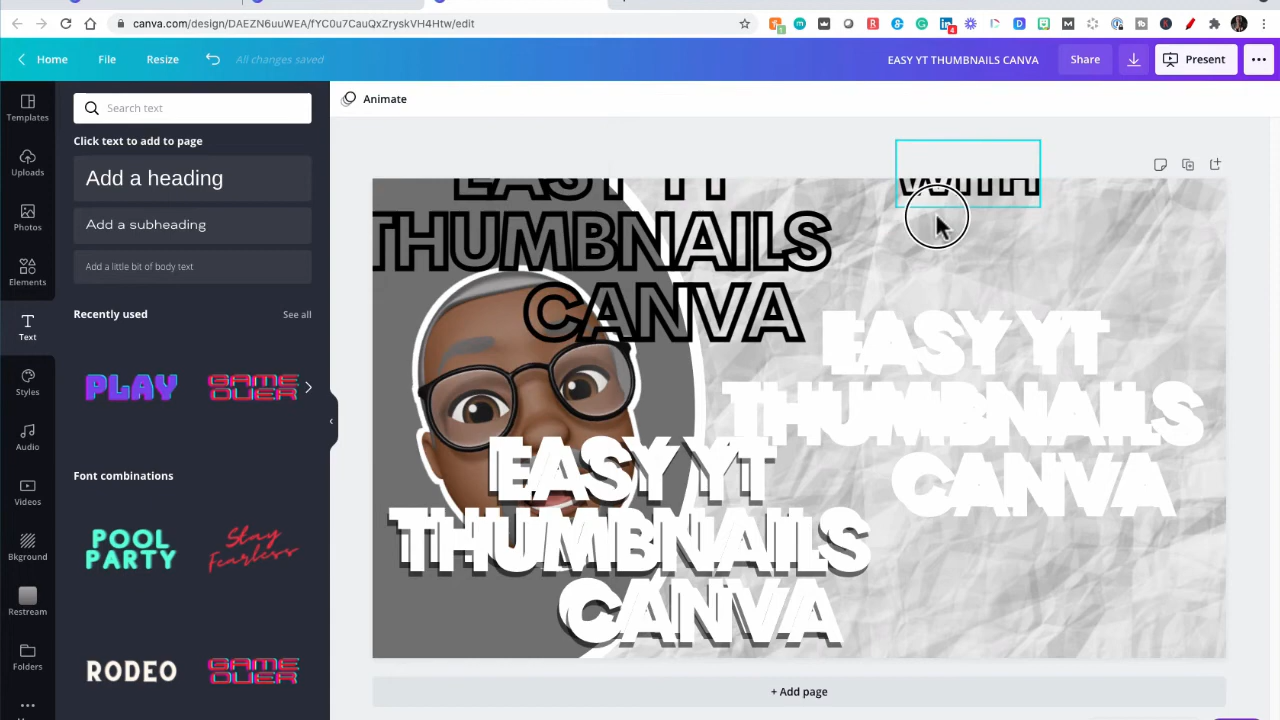 canva.com/design/DAEZN6uuWEA/fYC0u7CauQxZryskVH4Htw/edit
Home File Resize All changes saved EASY YT THUMBNAILS CANVA Share Present
Templates
Uploads
Photos
Elements
Text
Styles
Audio
Videos
Bkground
Restream
Folders
Search text
Click text to add to page
Add a heading
Add a subheading
Add a little bit of body text
Recently used See all
PLAY GAME OVER
Font combinations
POOL PARTY Stay Fearless
RODEO GAME OVER
Animate
WITH
EASY YT
THUMBNAILS
CANVA
EASY YT
THUMBNAILS
CANVA
EASY YT
THUMBNAILS
CANVA
+ Add page